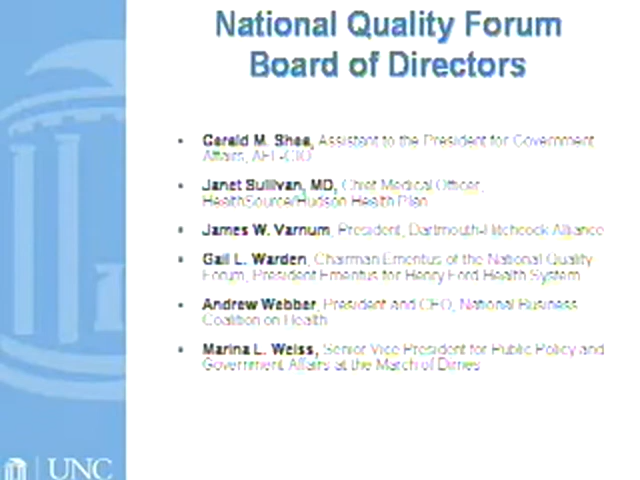 National Quality Forum
Board of Directors
• Gerald M. Shea, Assistant to the President for Government
Affairs, AFL-CIO
• Janet Sullivan, MD, Chief Medical Officer,
HealthSource/Hudson Health Plan
• James W. Varnum, President, Dartmouth-Hitchcock Alliance
• Gail L. Warden, Chairman Emeritus of the National Quality
Forum, President Emeritus for Henry Ford Health System
• Andrew Webber, President and CEO, National Business
Coalition on Health
• Marina L. Weiss, Senior Vice President for Public Policy and
Government Affairs at the March of Dimes
UNC